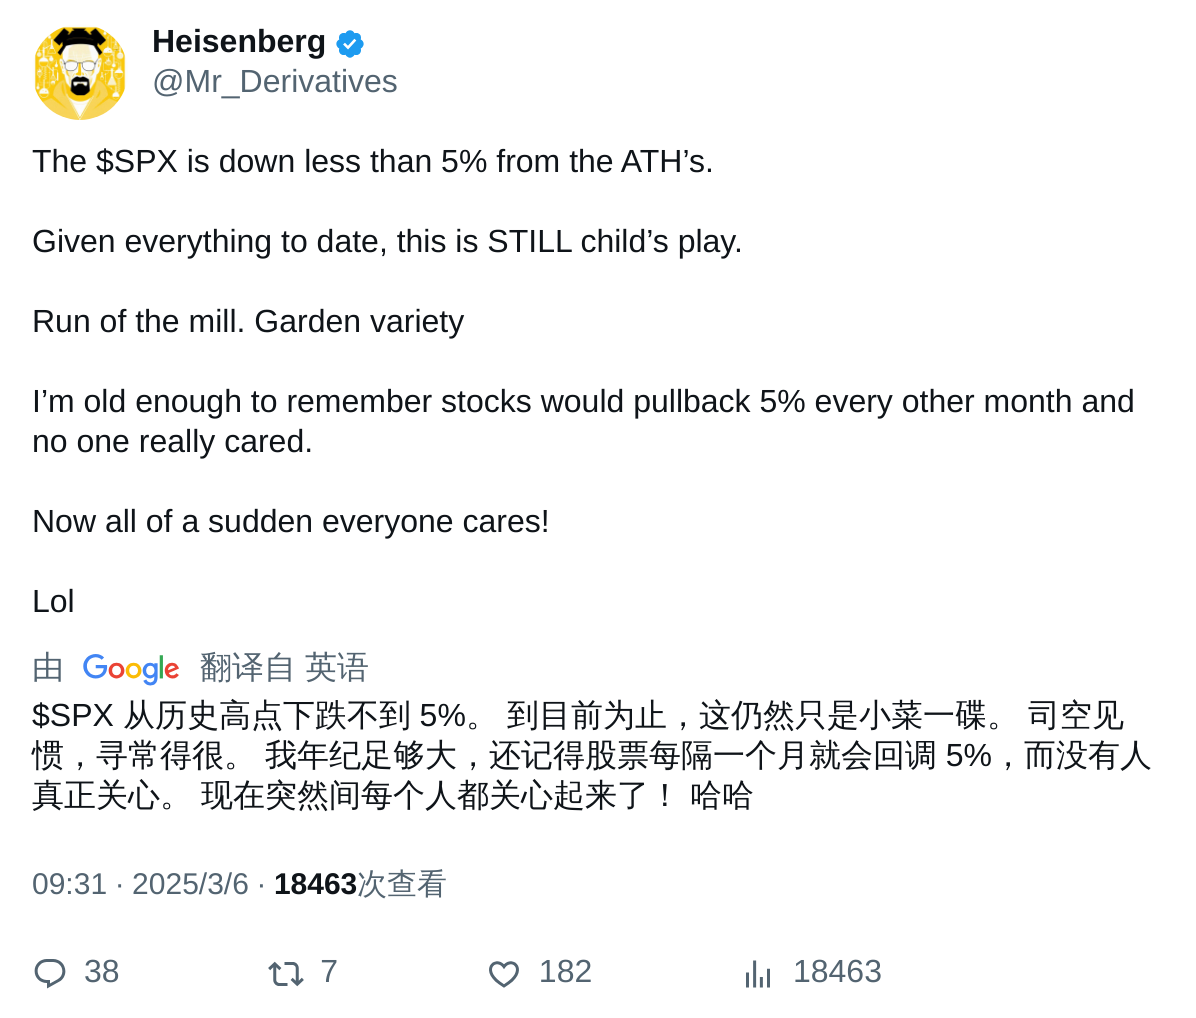 Heisenberg
@Mr_Derivatives
The $SPX is down less than 5% from the ATH’s.
Given everything to date, this is STILL child’s play.
Run of the mill. Garden variety
I’m old enough to remember stocks would pullback 5% every other month and
no one really cared.
Now all of a sudden everyone cares!
Lol
由 Google 翻译自 英语
$SPX 从历史高点下跌不到 5%。 到目前为止，这仍然只是小菜一碟。 司空见
惯，寻常得很。 我年纪足够大，还记得股票每隔一个月就会回调 5%，而没有人
真正关心。 现在突然间每个人都关心起来了！ 哈哈
09:31 · 2025/3/6 · 18463次查看
38 7 182 18463